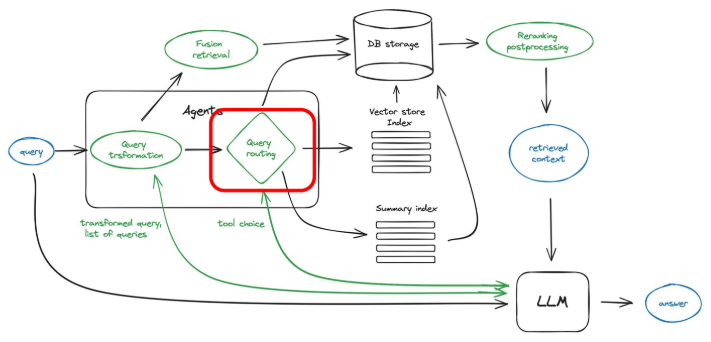 Fusion
retrieval
DB storage
Reranking
postprocessing
Agents
Vector store
Index
query
Query
trsformation
Query
routing
retrieved
context
Summary index
transformed query,
list of queries
tool choice
LLM
answer